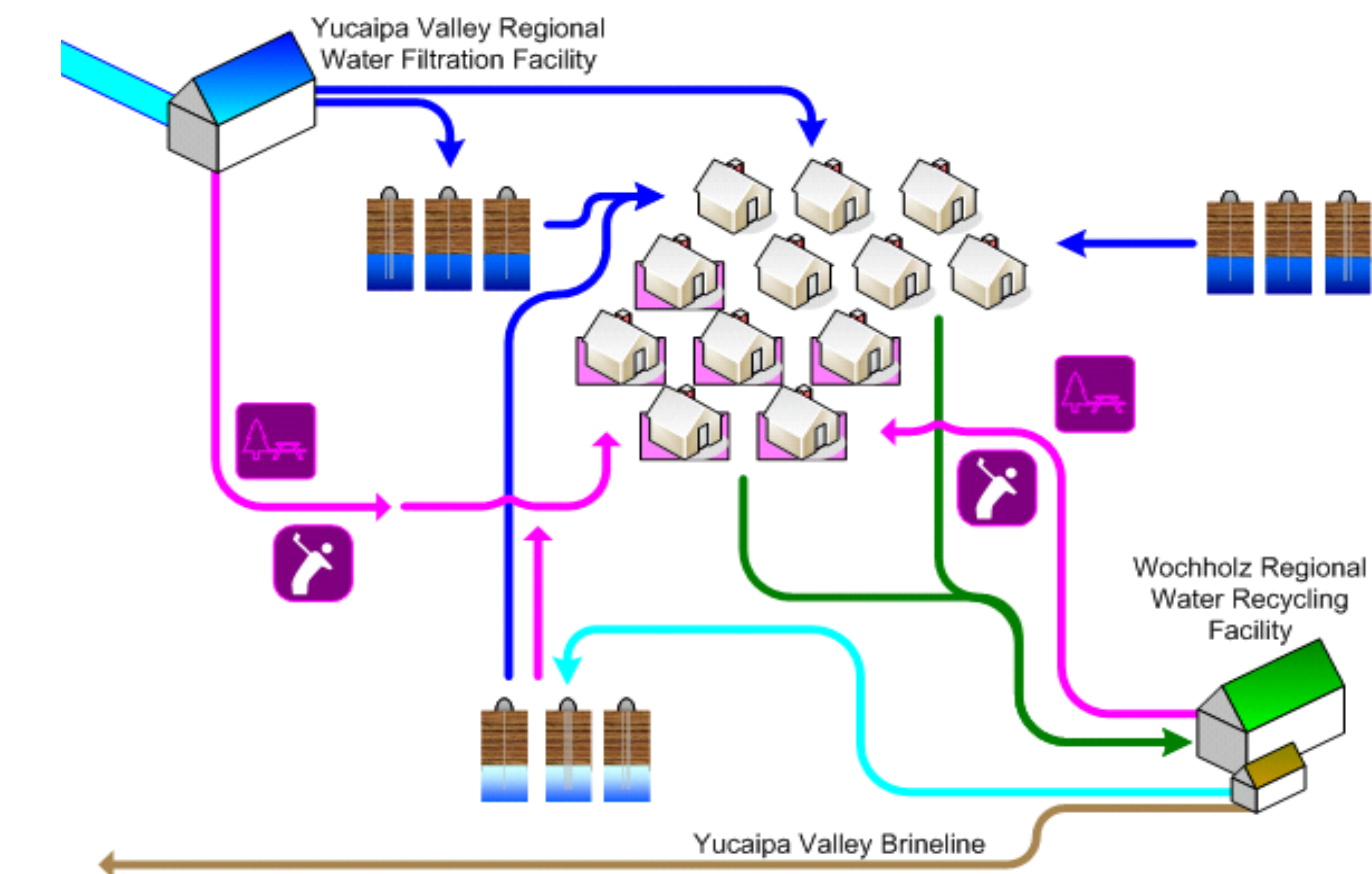 Yucaipa Valley Regional
Water Filtration Facility
Wochholz Regional
Water Recycling
Facility
Yucaipa Valley Brineline